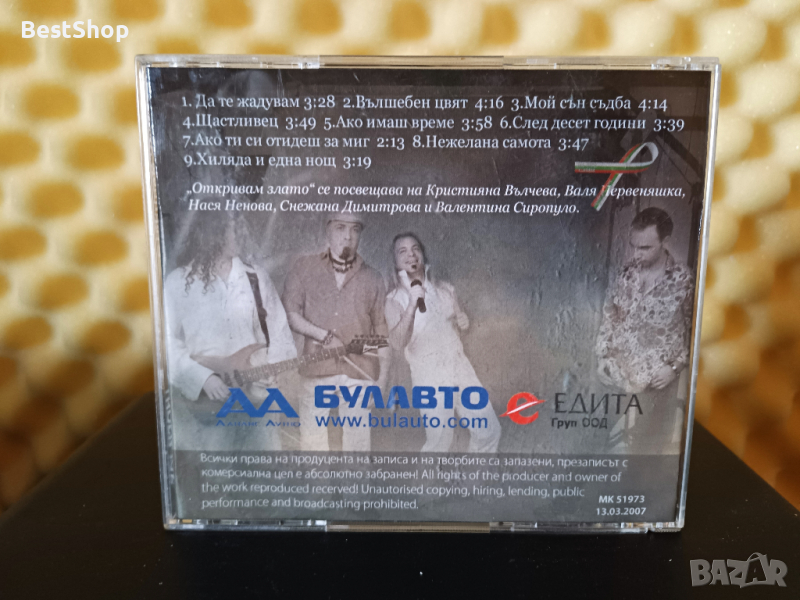 BestShop
1. Да те жадувам 3:28 2.Вълшебен цвят 4:16 3.Мой сън съдба 4:14
4.Щастливец 3:49 5.Ако имаш време 3:58 6.След десет години 3:39
7.Ако ти си отидеш за миг 2:13 8.Нежелана самота 3:47
9.Хиляда и една нощ 3:19
„Откривам злато“ се посвещава на Кристияна Вълчева, Валя Червеняшка,
Нася Ненова, Снежана Димитрова и Валентина Сиропуло.
БУЛАВТО
www.bulauto.com
ЕДИТА
Груп ООД
Всички права на продуцента на записа и на творбите са запазени, презаписът с
комерсиална цел е абсолютно забранен! All rights of the producer and owner of
the work reproduced recerved! Unautorised copying, hiring, lending, public
performance and broadcasting prohibited.
МК 51973
13.03.2007
BAZAR